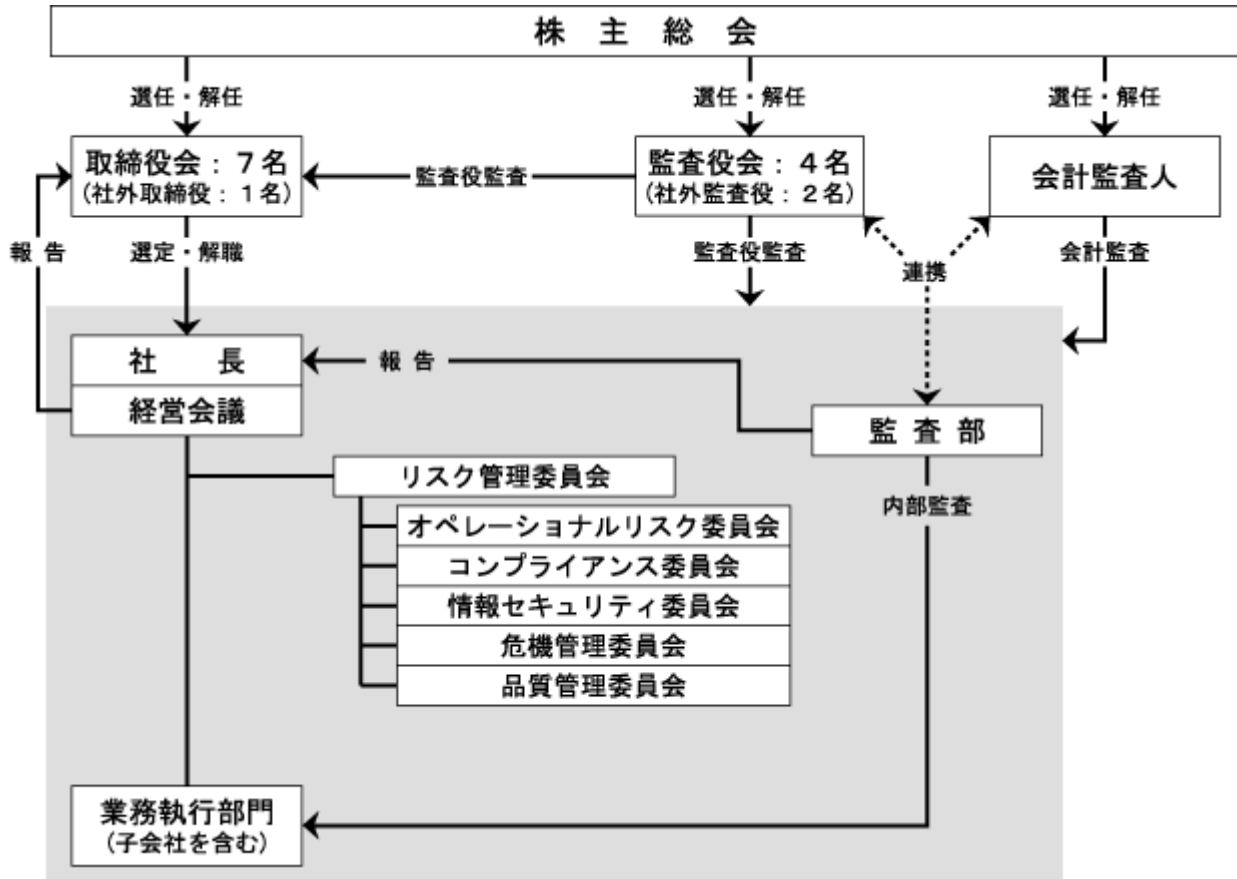 株主総会
選任・解任
選任・解任
選任・解任
取締役会：7名
(社外取締役：1名)
監査役監査
監査役会：4名
(社外監査役：2名)
会計監査人
報告
選定・解職
監査役監査
連携
会計監査
社長
報告
経営会議
監査部
リスク管理委員会
内部監査
オペレーショナルリスク委員会
コンプライアンス委員会
情報セキュリティ委員会
危機管理委員会
品質管理委員会
業務執行部門
(子会社を含む)